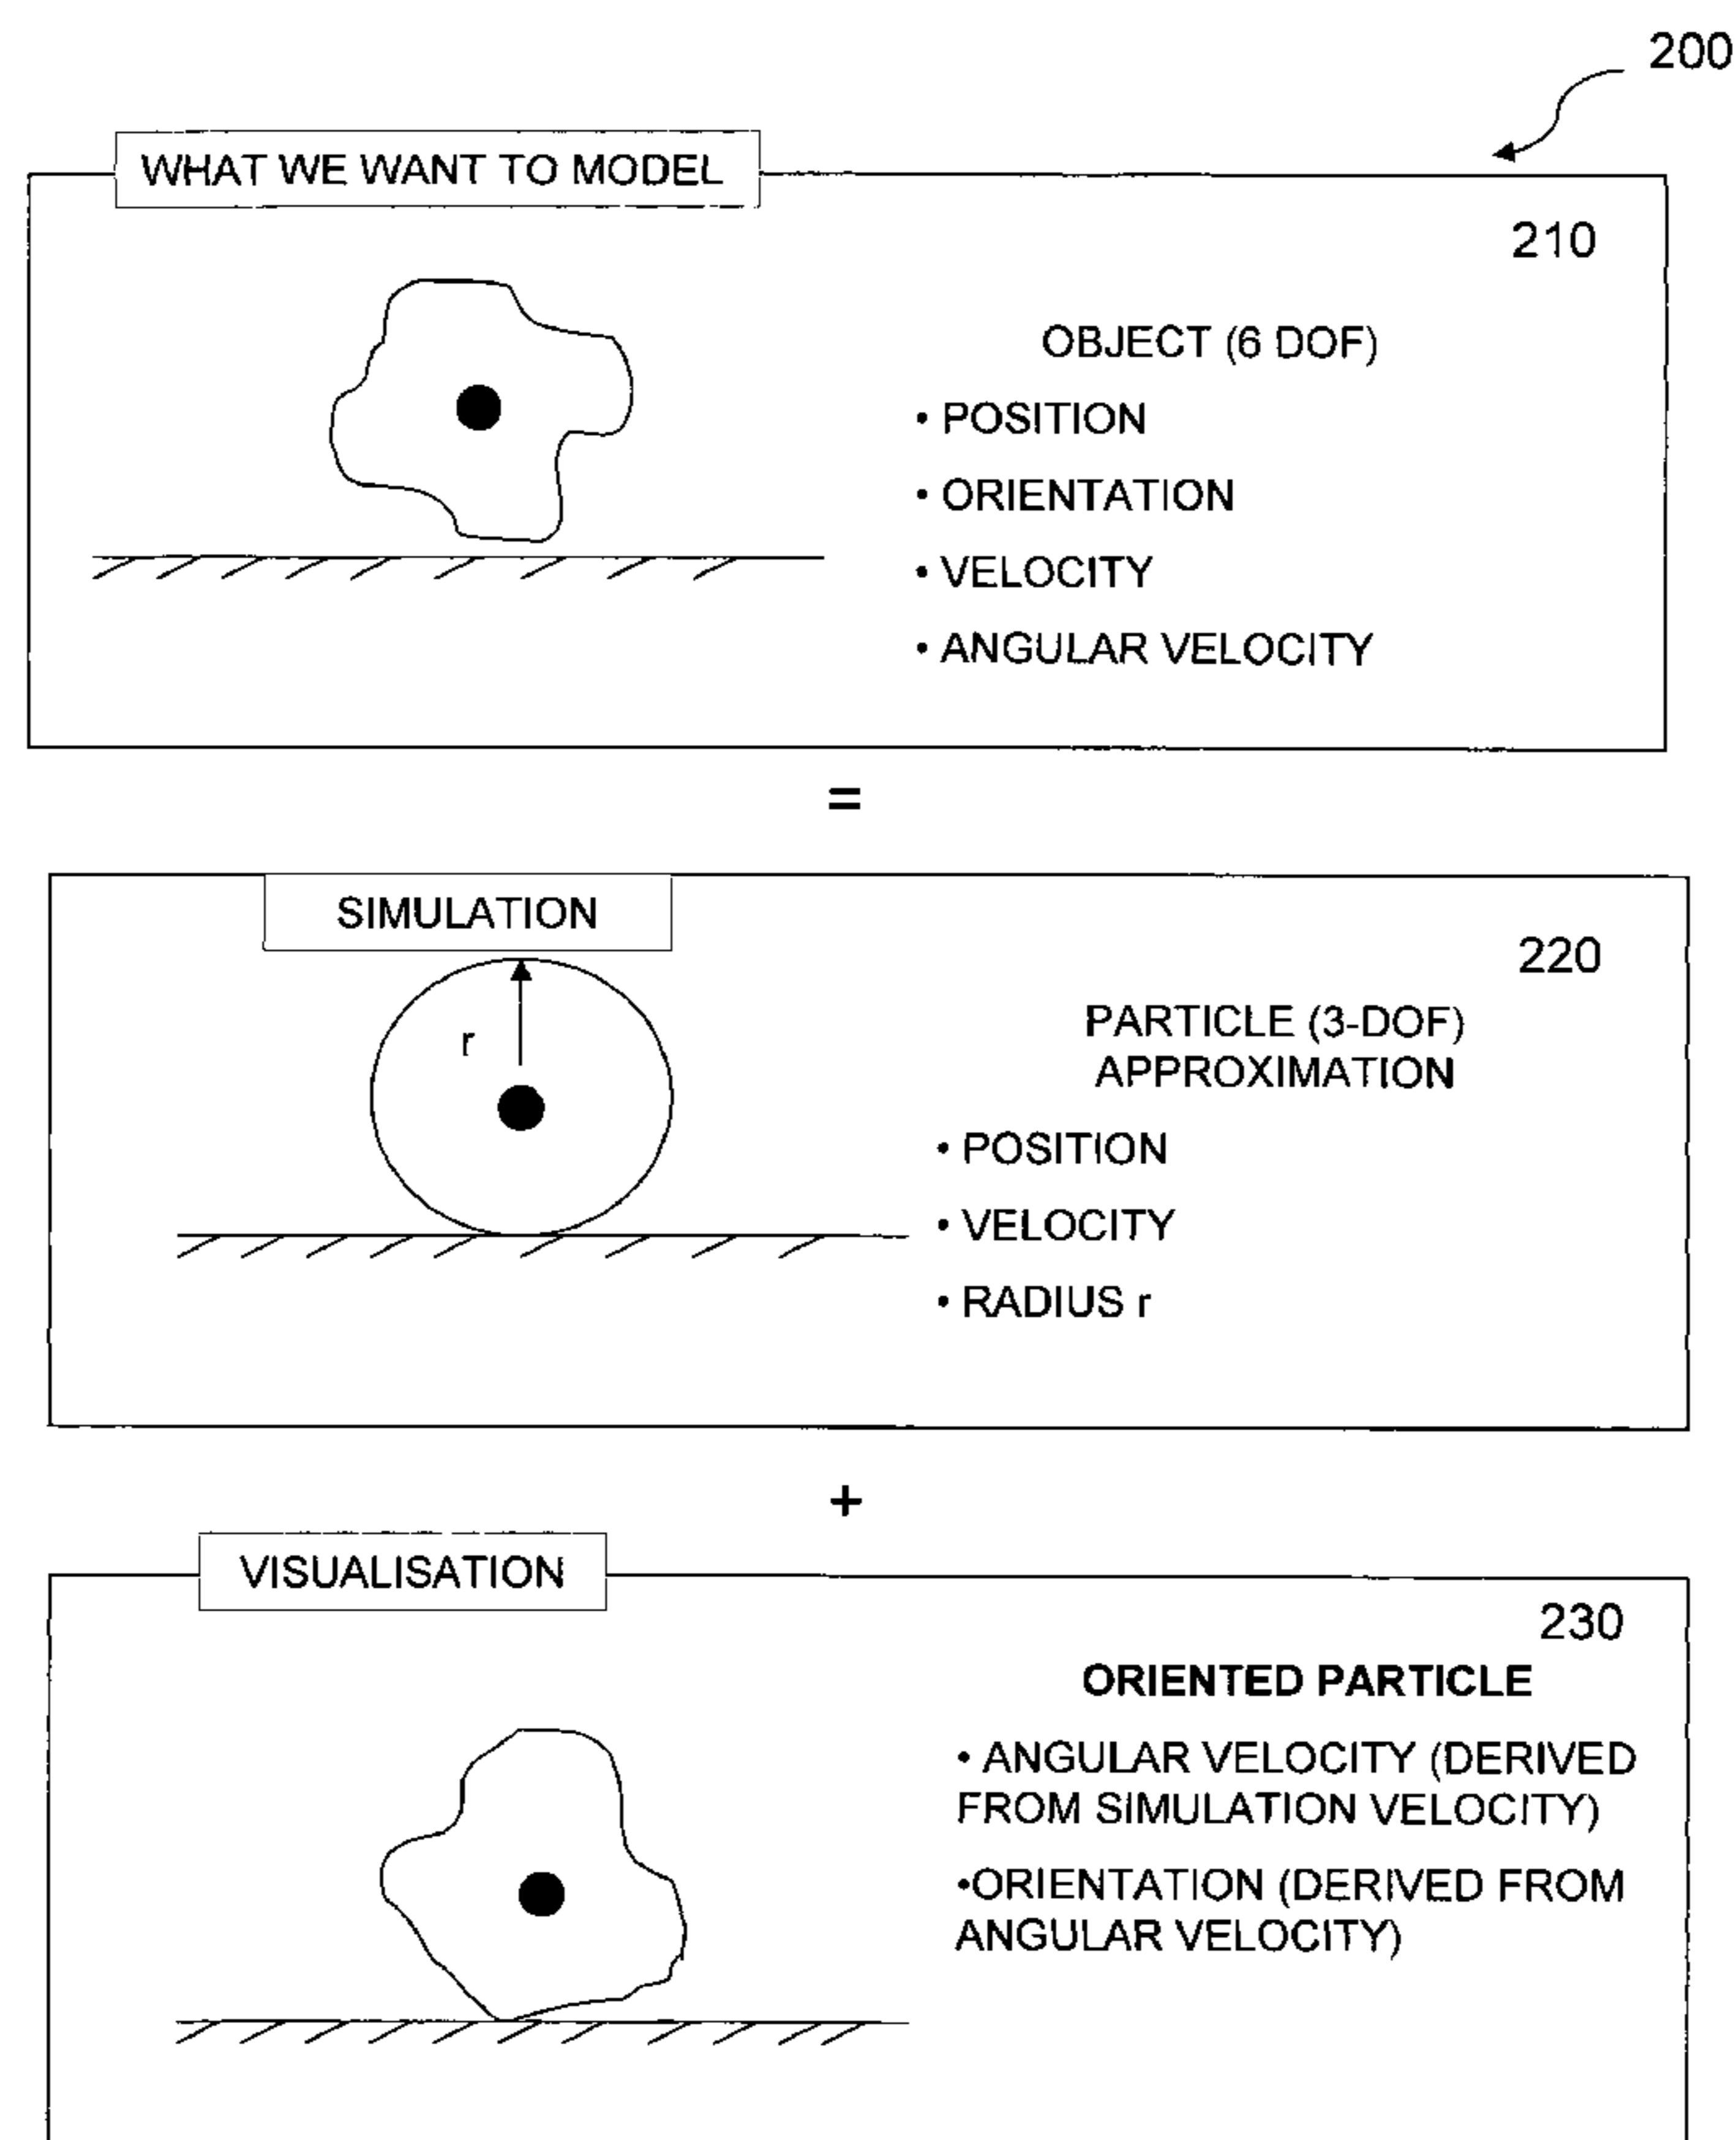 200
WHAT WE WANT TO MODEL
210
OBJECT (6 DOF)
• POSITION
• ORIENTATION
• VELOCITY
• ANGULAR VELOCITY
=
SIMULATION
220
r
PARTICLE (3-DOF)
APPROXIMATION
• POSITION
• VELOCITY
• RADIUS r
+
VISUALISATION
230
ORIENTED PARTICLE
• ANGULAR VELOCITY (DERIVED
FROM SIMULATION VELOCITY)
•ORIENTATION (DERIVED FROM
ANGULAR VELOCITY)